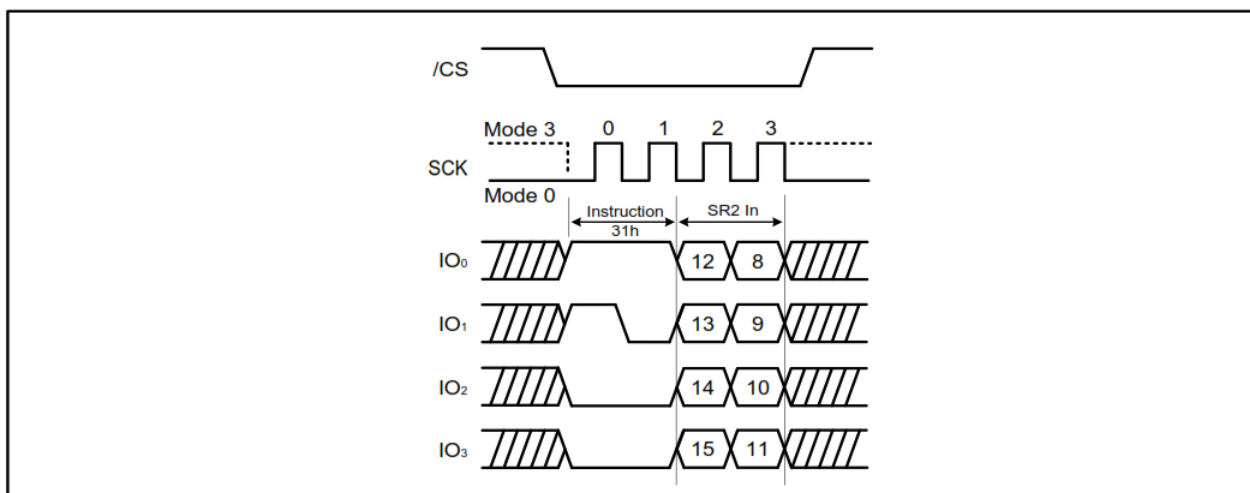 /CS
Mode 3 0 1 2 3
SCK
Mode 0
Instruction SR2 In
31h
IO₀ 12 8
IO₁ 13 9
IO₂ 14 10
IO₃ 15 11